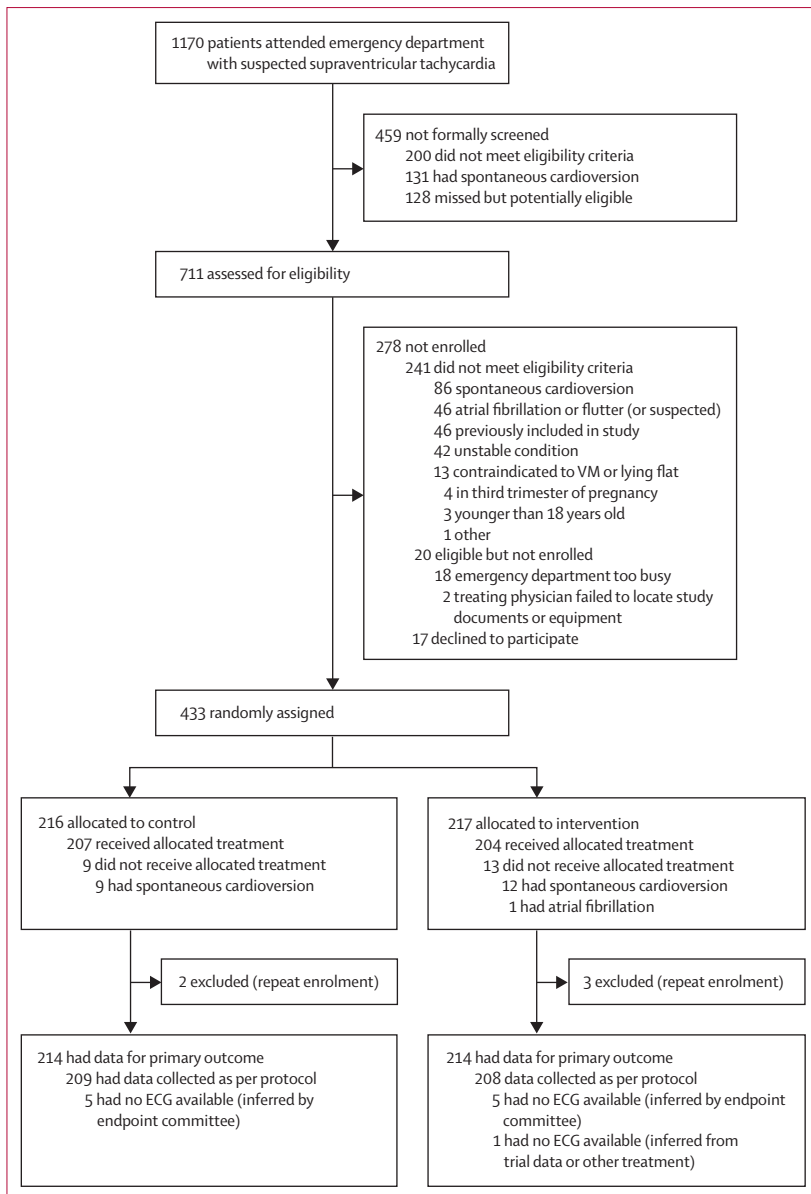 1170 patients attended emergency department
with suspected supraventricular tachycardia
459 not formally screened
200 did not meet eligibility criteria
131 had spontaneous cardioversion
128 missed but potentially eligible
711 assessed for eligibility
278 not enrolled
241 did not meet eligibility criteria
86 spontaneous cardioversion
46 atrial fibrillation or flutter (or suspected)
46 previously included in study
42 unstable condition
13 contraindicated to VM or lying flat
4 in third trimester of pregnancy
3 younger than 18 years old
1 other
20 eligible but not enrolled
18 emergency department too busy
2 treating physician failed to locate study
documents or equipment
17 declined to participate
433 randomly assigned
216 allocated to control
207 received allocated treatment
9 did not receive allocated treatment
9 had spontaneous cardioversion
217 allocated to intervention
204 received allocated treatment
13 did not receive allocated treatment
12 had spontaneous cardioversion
1 had atrial fibrillation
2 excluded (repeat enrolment)
3 excluded (repeat enrolment)
214 had data for primary outcome
209 had data collected as per protocol
5 had no ECG available (inferred by
endpoint committee)
214 had data for primary outcome
208 data collected as per protocol
5 had no ECG available (inferred by endpoint
committee)
1 had no ECG available (inferred from
trial data or other treatment)